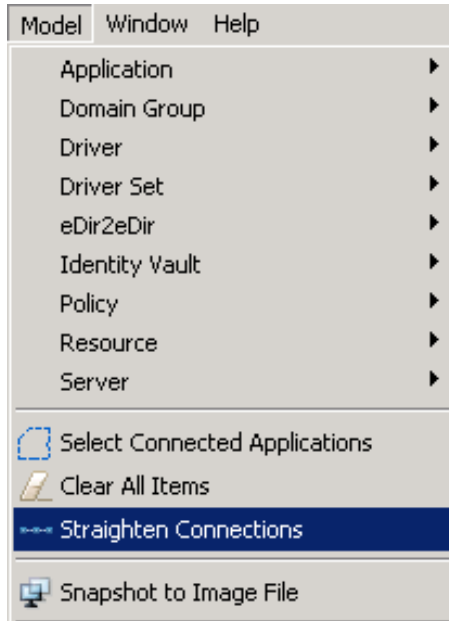 Model Window Help
Application
Domain Group
Driver
Driver Set
eDir2eDir
Identity Vault
Policy
Resource
Server
Select Connected Applications
Clear All Items
Straighten Connections
Snapshot to Image File